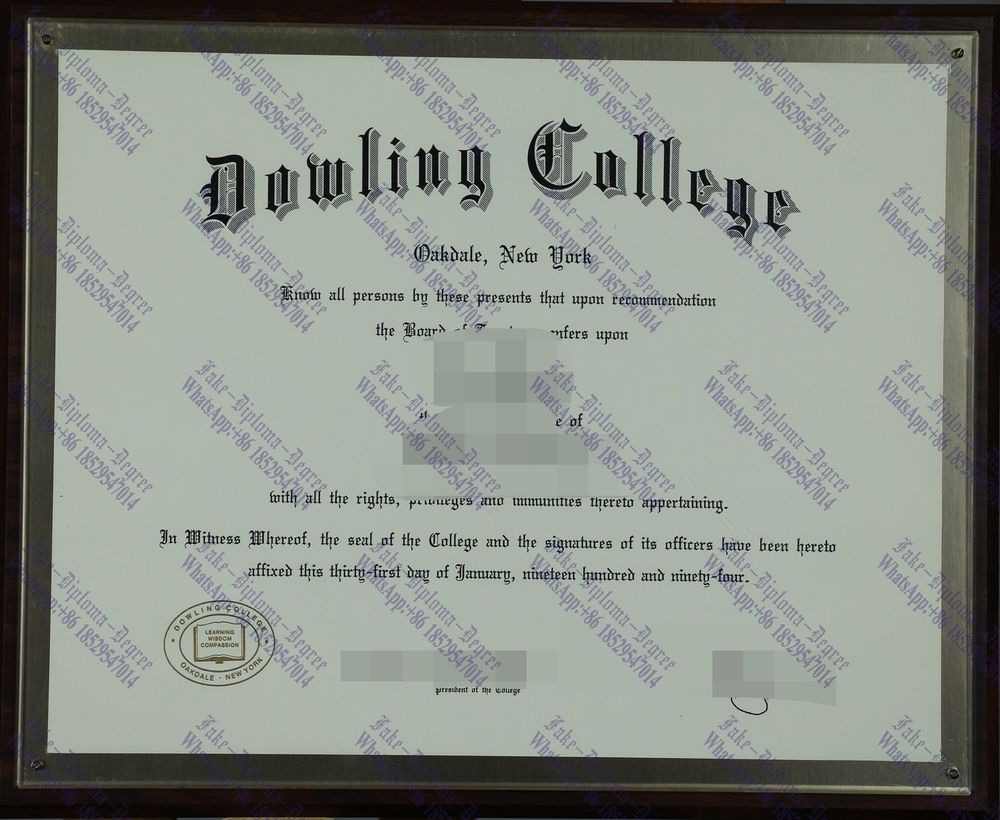 Dowling College
Oakdale, New York
Know all persons by these presents that upon recommendation
the Board of upon
e of
with all the rights, privileges and immunities thereto appertaining.
In Witness Whereof, the seal of the College and the signatures of its officers have been hereto
affixed this thirty-first day of January, nineteen hundred and ninety-four.
DOWLING COLLEGE
LEARNING
WISDOM
COMPASSION
OAKDALE · NEW YORK
President of the College
Fake-Diploma-Degree
WhatsApp:+86 18529547014